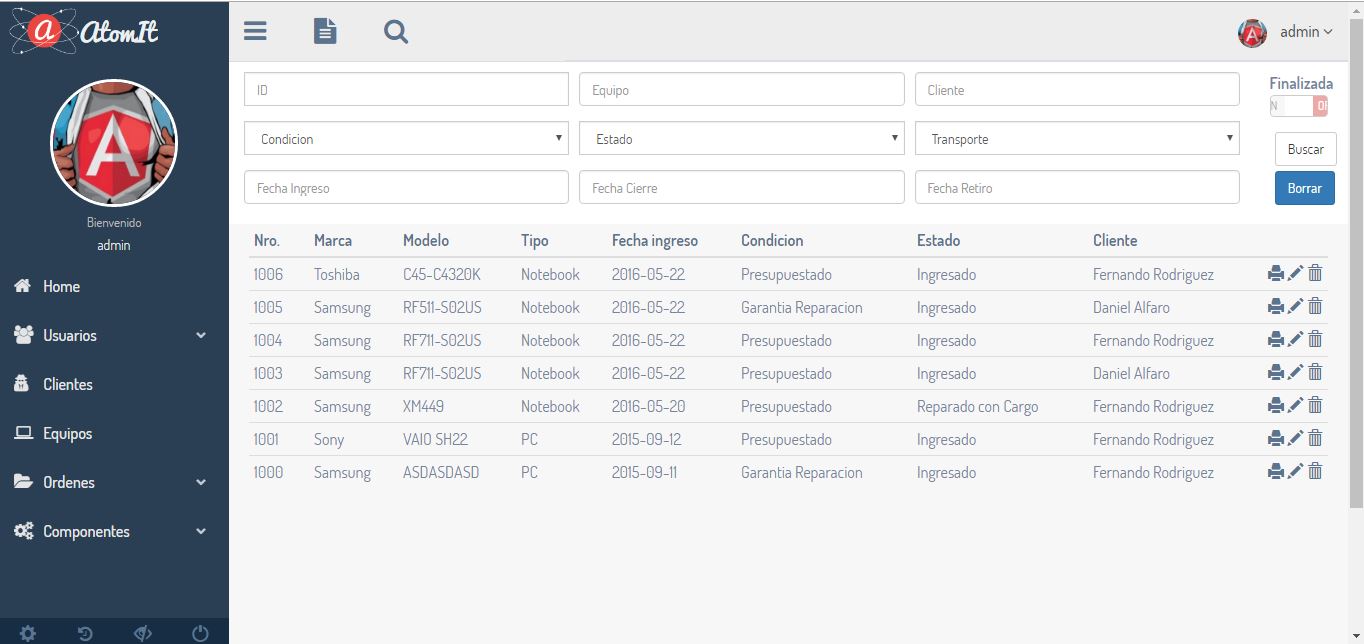 AtomIt
Bienvenido
admin
Home
Usuarios
Clientes
Equipos
Ordenes
Componentes
admin
ID
Equipo
Cliente
Finalizada
Condicion
Estado
Transporte
Buscar
Fecha Ingreso
Fecha Cierre
Fecha Retiro
Borrar
Nro. Marca Modelo Tipo Fecha ingreso Condicion Estado Cliente
1006 Toshiba C45-C4320K Notebook 2016-05-22 Presupuestado Ingresado Fernando Rodriguez
1005 Samsung RF511-S02US Notebook 2016-05-22 Garantia Reparacion Ingresado Daniel Alfaro
1004 Samsung RF711-S02US Notebook 2016-05-22 Presupuestado Ingresado Fernando Rodriguez
1003 Samsung RF711-S02US Notebook 2016-05-22 Presupuestado Ingresado Daniel Alfaro
1002 Samsung XM449 Notebook 2016-05-20 Presupuestado Reparado con Cargo Fernando Rodriguez
1001 Sony VAIO SH22 PC 2015-09-12 Presupuestado Ingresado Fernando Rodriguez
1000 Samsung ASDASDASD PC 2015-09-11 Garantia Reparacion Ingresado Fernando Rodriguez